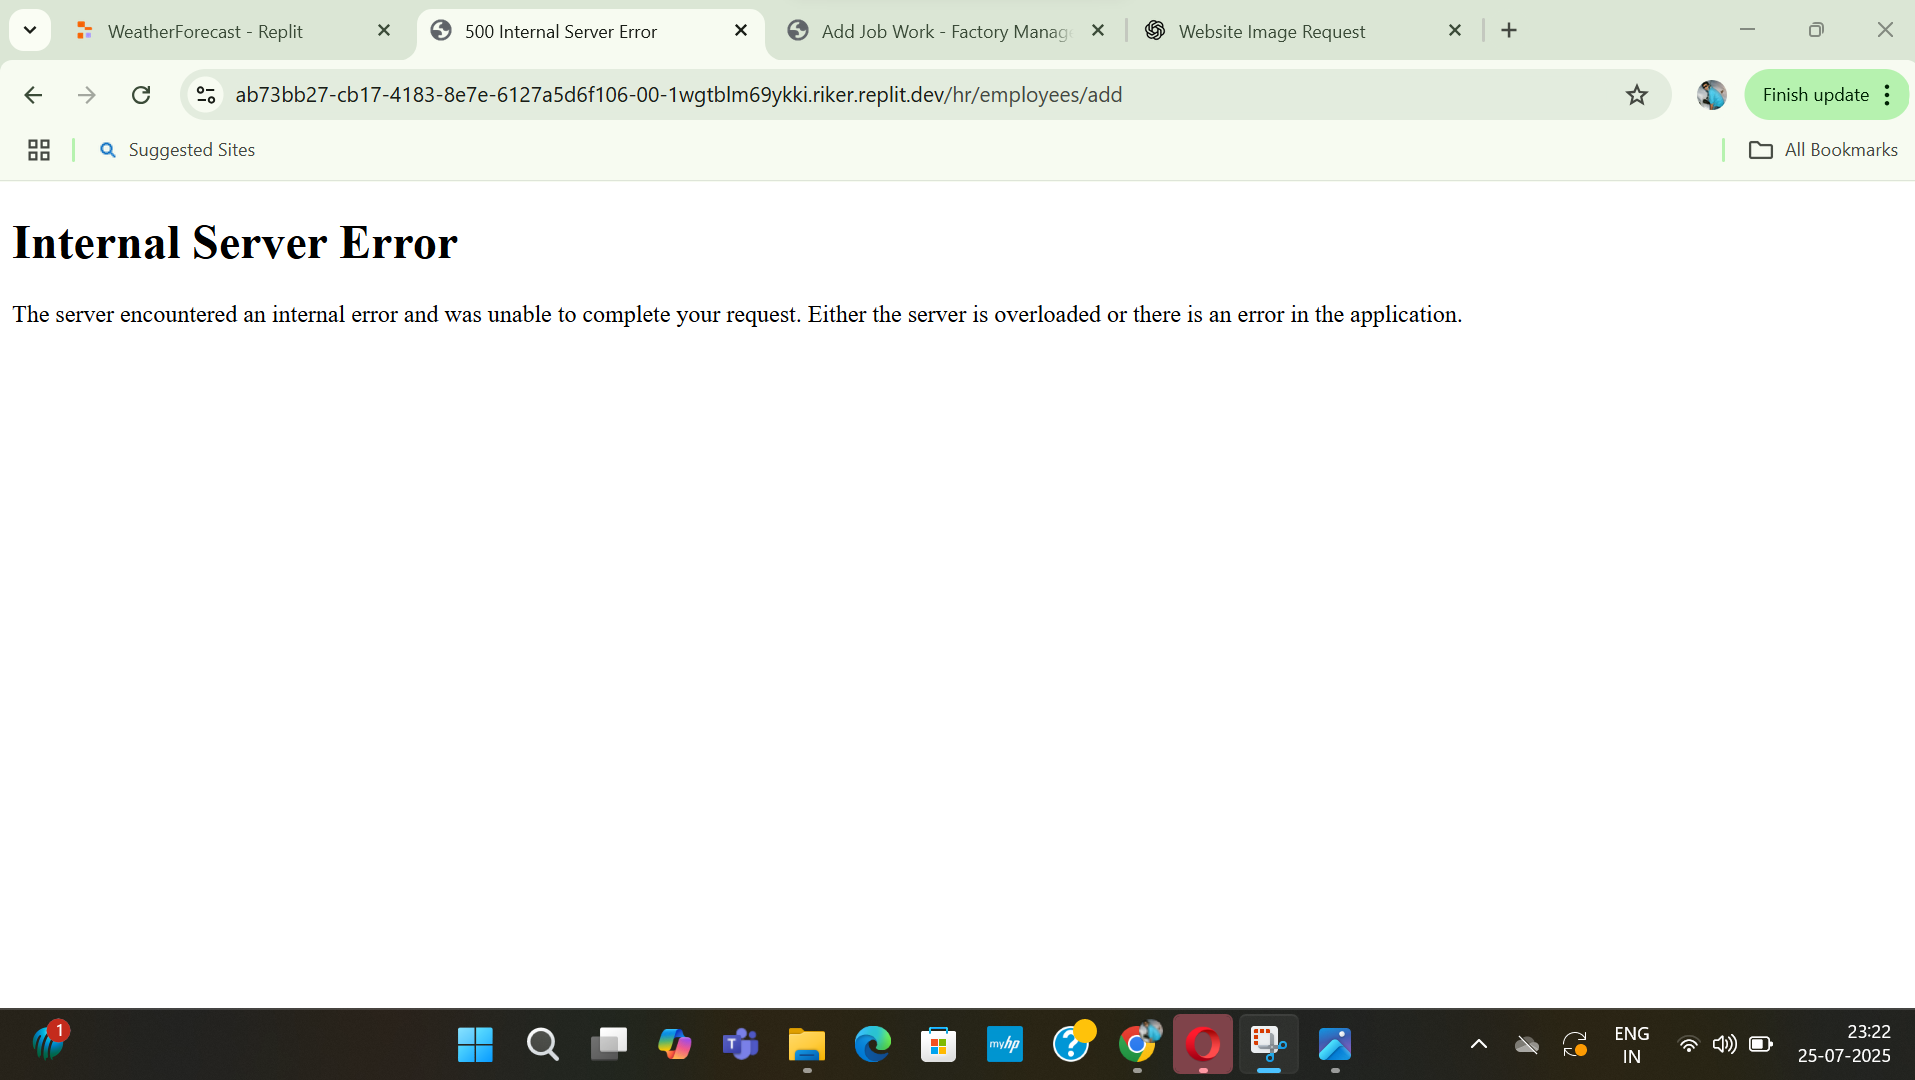 WeatherForecast - Replit
500 Internal Server Error
Add Job Work - Factory Manag
Website Image Request
ab73bb27-cb17-4183-8e7e-6127a5d6f106-00-1wgtblm69ykki.riker.replit.dev/hr/employees/add
Finish update
Suggested Sites
All Bookmarks
Internal Server Error
The server encountered an internal error and was unable to complete your request. Either the server is overloaded or there is an error in the application.
1
T
myhp
?
ENG
IN
23:22
25-07-2025